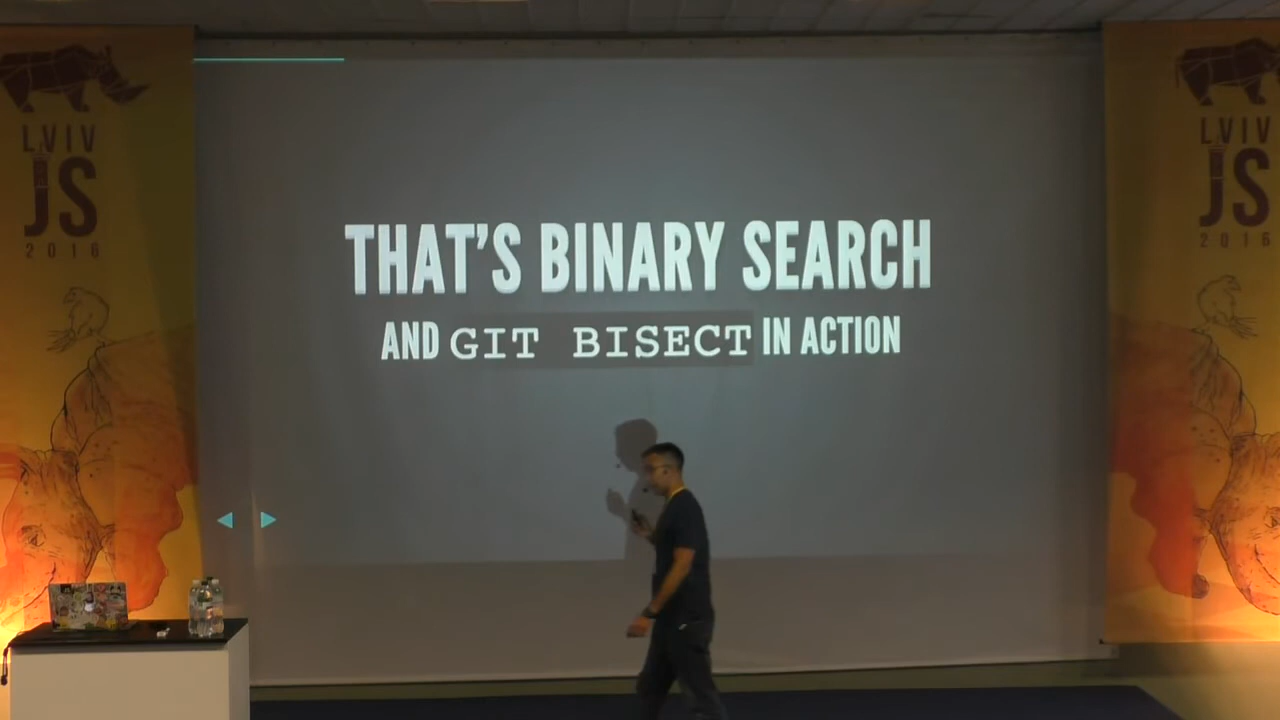 LVIV
JS
2016
THAT'S BINARY SEARCH
AND GIT BISECT IN ACTION
LVIV
JS
2016